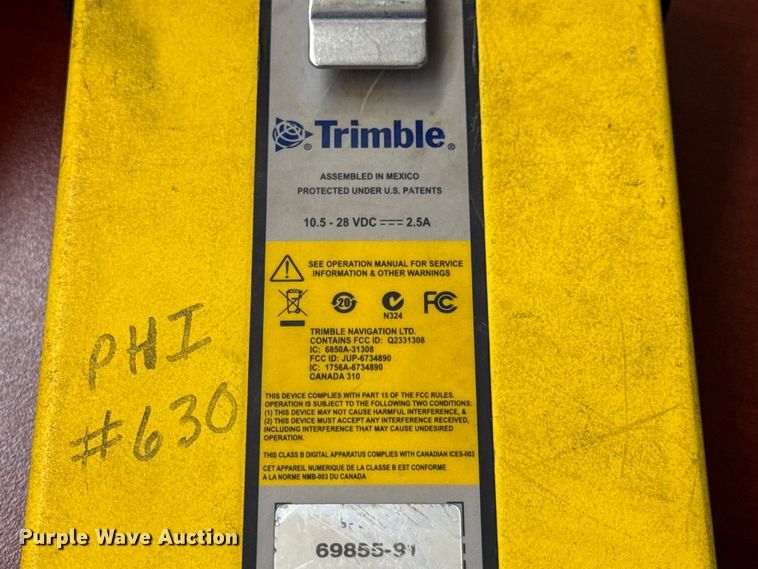 Trimble®
ASSEMBLED IN MEXICO
PROTECTED UNDER U.S. PATENTS
10.5 - 28 VDC ⎓ 2.5A
SEE OPERATION MANUAL FOR SERVICE
INFORMATION & OTHER WARNINGS
20
N324
FC
TRIMBLE NAVIGATION LTD.
CONTAINS FCC ID: Q2331308
IC: 6850A-31308
FCC ID: JUP-6734890
IC: 1756A-6734890
CANADA 310
THIS DEVICE COMPLIES WITH PART 15 OF THE FCC RULES.
OPERATION IS SUBJECT TO THE FOLLOWING TWO CONDITIONS:
(1) THIS DEVICE MAY NOT CAUSE HARMFUL INTERFERENCE, &
(2) THIS DEVICE MUST ACCEPT ANY INTERFERENCE RECEIVED,
INCLUDING INTERFERENCE THAT MAY CAUSE UNDESIRED
OPERATION.
THIS CLASS B DIGITAL APPARATUS COMPLIES WITH CANADIAN ICES-003
CET APPAREIL NUMERIQUE DE LA CLASSE B EST CONFORME
A LA NORME NMB-003 DU CANADA
69855-91
PHI
#630
Purple Wave Auction